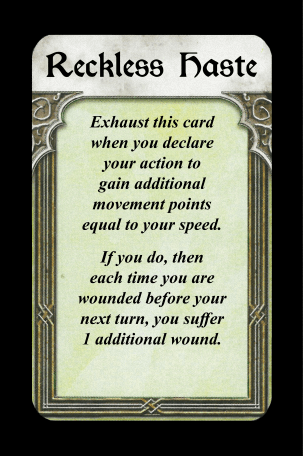 Reckless Haste
Exhaust this card
when you declare
your action to
gain additional
movement points
equal to your speed.
If you do, then
each time you are
wounded before your
next turn, you suffer
1 additional wound.